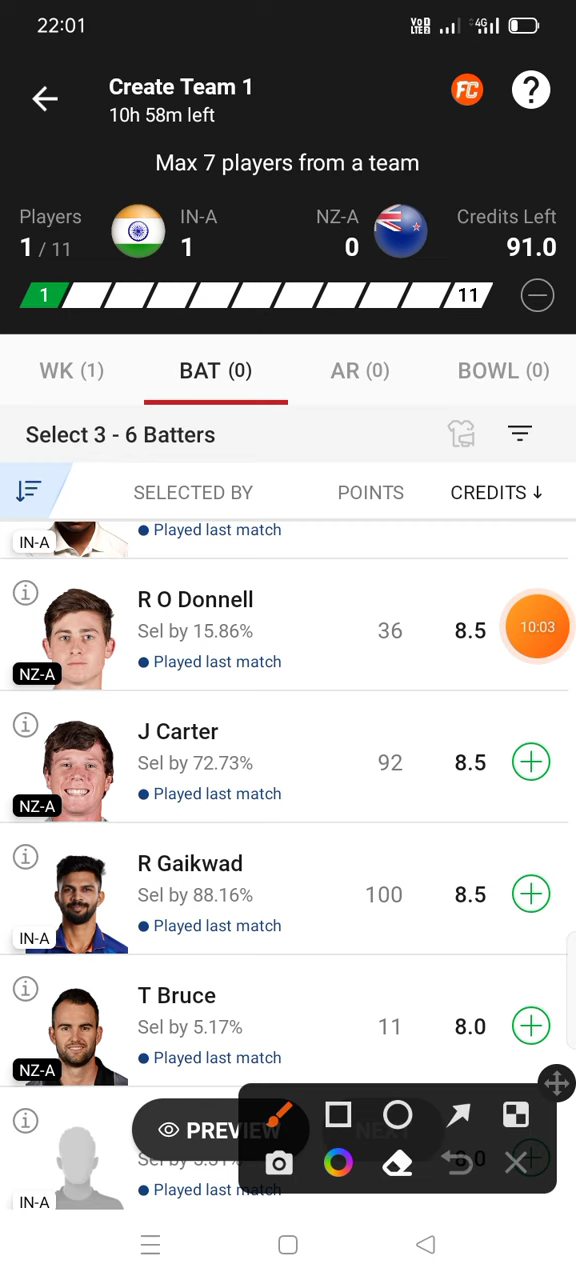 22:01
VoD LTE2 4G
Create Team 1
10h 58m left
FC
?
Max 7 players from a team
Players IN-A NZ-A Credits Left
1 / 11 1 0 91.0
1 11
WK (1) BAT (0) AR (0) BOWL (0)
Select 3 - 6 Batters
SELECTED BY POINTS CREDITS ↓
IN-A
Played last match
R O Donnell
Sel by 15.86% 36 8.5 10:03
NZ-A
Played last match
J Carter
Sel by 72.73% 92 8.5
NZ-A
Played last match
R Gaikwad
Sel by 88.16% 100 8.5
IN-A
Played last match
T Bruce
Sel by 5.17% 11 8.0
NZ-A
Played last match
PREVIEW NEXT
IN-A
Played last match